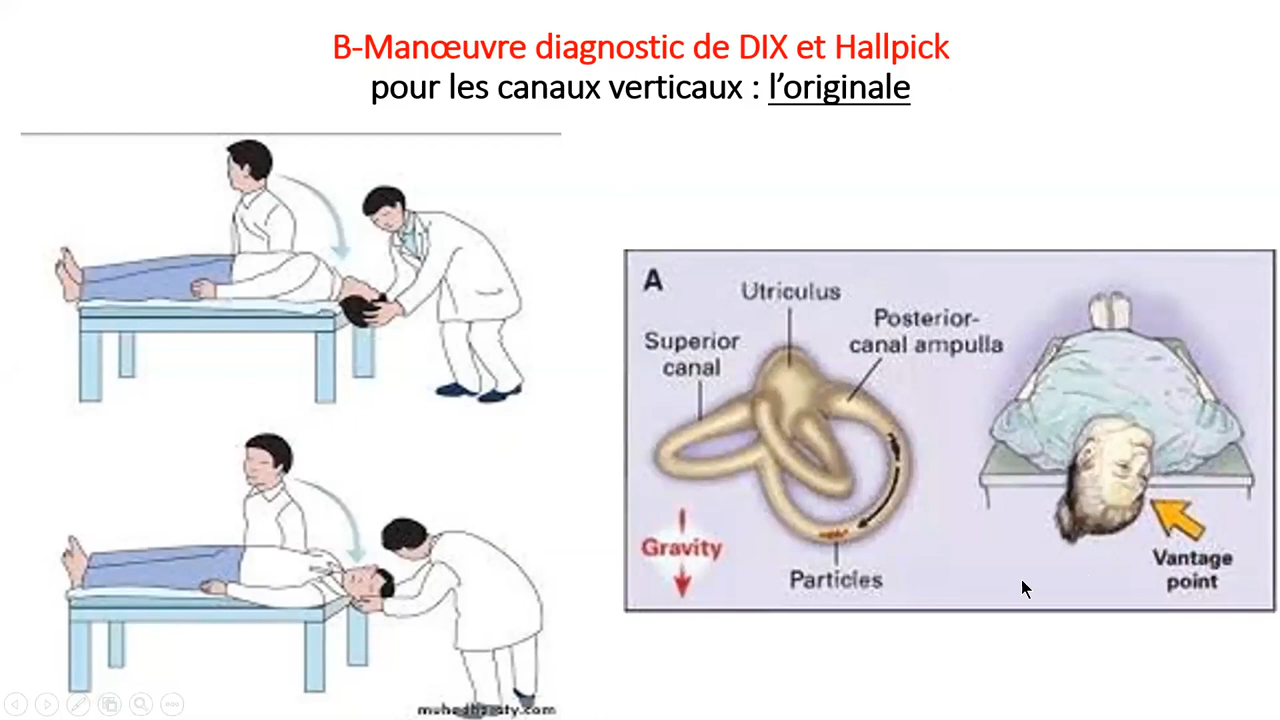 B-Manœuvre diagnostic de DIX et Hallpick
pour les canaux verticaux : l’originale
A
Utriculus
Posterior-
canal ampulla
Superior
canal
Gravity
Particles
Vantage
point